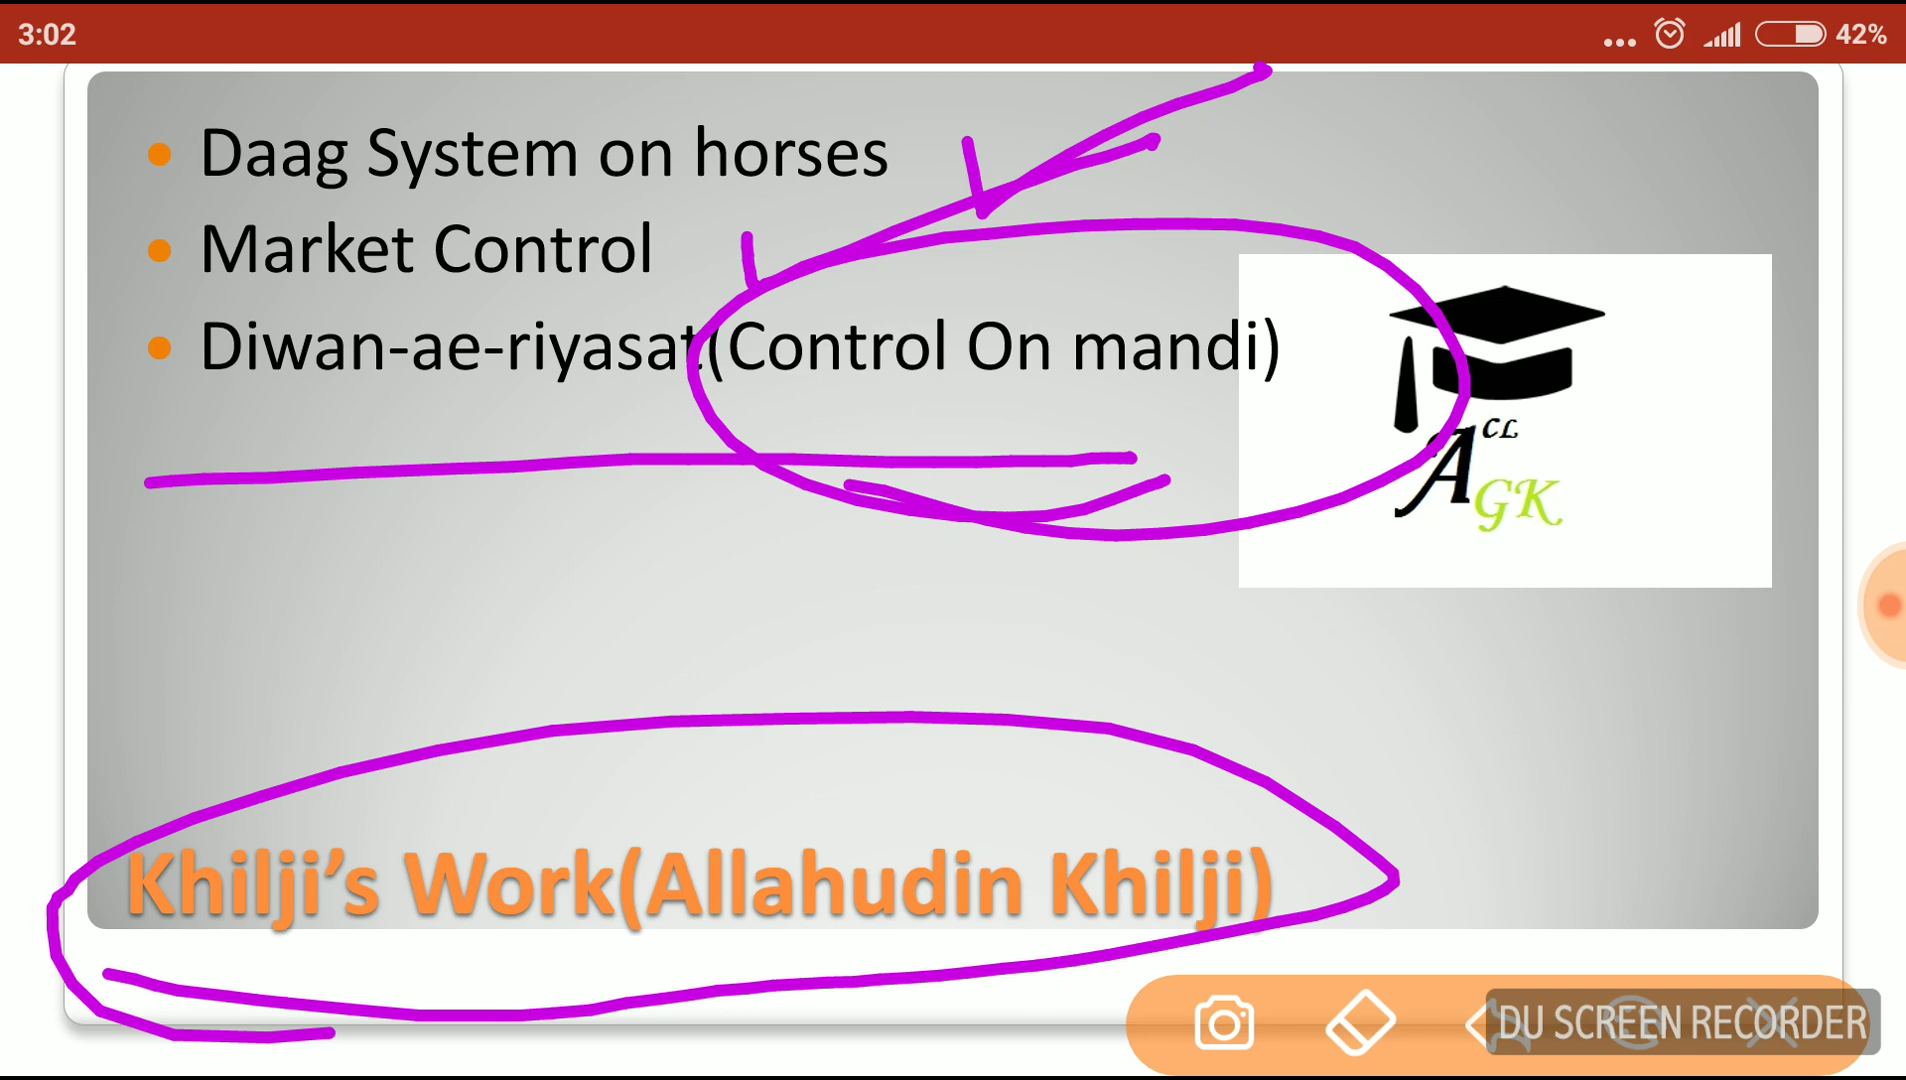 3:02
42%
Daag System on horses
Market Control
Diwan-ae-riyasat(Control On mandi)
A CL
GK
Khilji’s Work(Allahudin Khilji)
DU SCREEN RECORDER